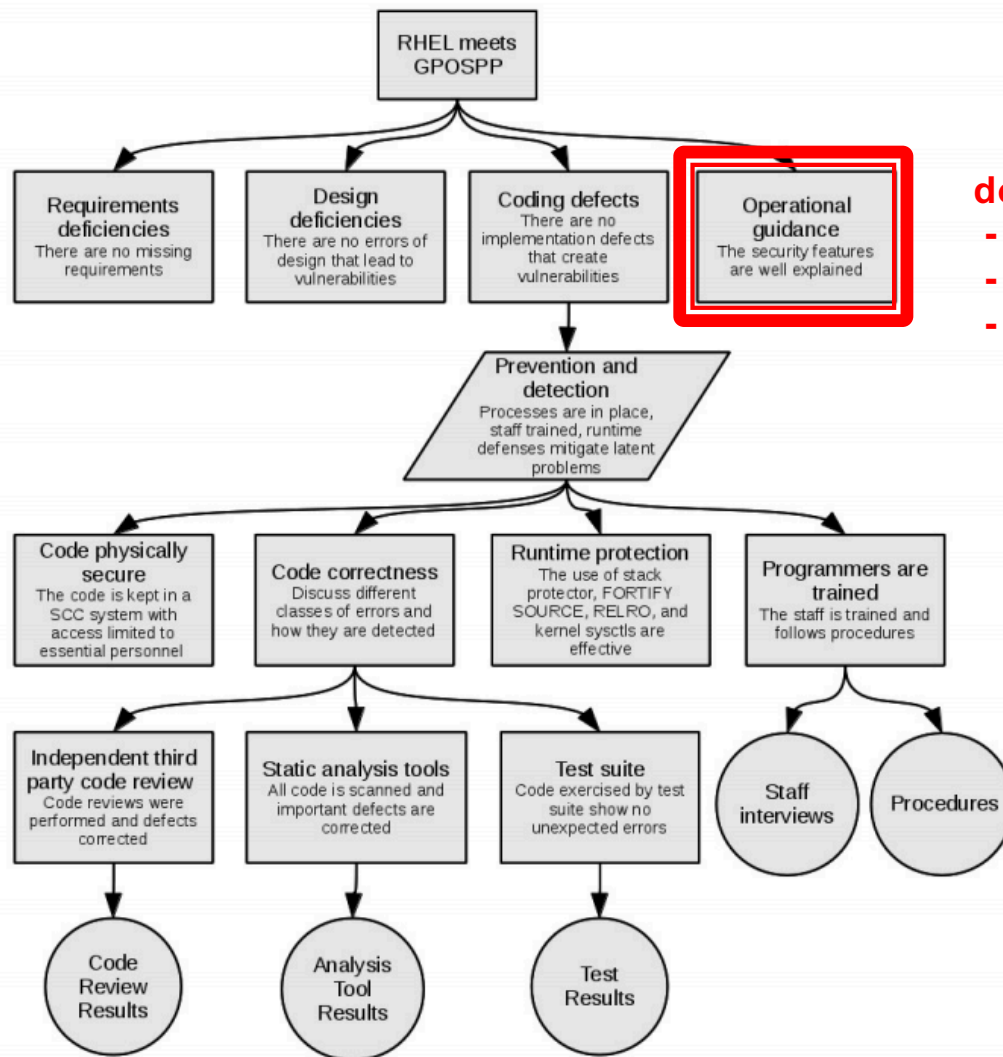 RHEL meets
GPOSPP
Requirements
deficiencies
There are no missing
requirements
Design
deficiencies
There are no errors of
design that lead to
vulnerabilities
Coding defects
There are no
implementation defects
that create
vulnerabilities
Operational
guidance
The security features
are well explained
-
-
-
Prevention and
detection
Processes are in place,
staff trained, runtime
defenses mitigate latent
problems
Code physically
secure
The code is kept in a
SCC system with
access limited to
essential personnel
Code correctness
Discuss different
classes of errors and
how they are detected
Runtime protection
The use of stack
protector, FORTIFY
SOURCE, RELRO, and
kernel sysctls are
effective
Programmers are
trained
The staff is trained and
follows procedures
Independent third
party code review
Code reviews were
performed and defects
corrected
Static analysis tools
All code is scanned and
important defects are
corrected
Test suite
Code exercised by test
suite show no
unexpected errors
Staff
interviews
Procedures
Code
Review
Results
Analysis
Tool
Results
Test
Results